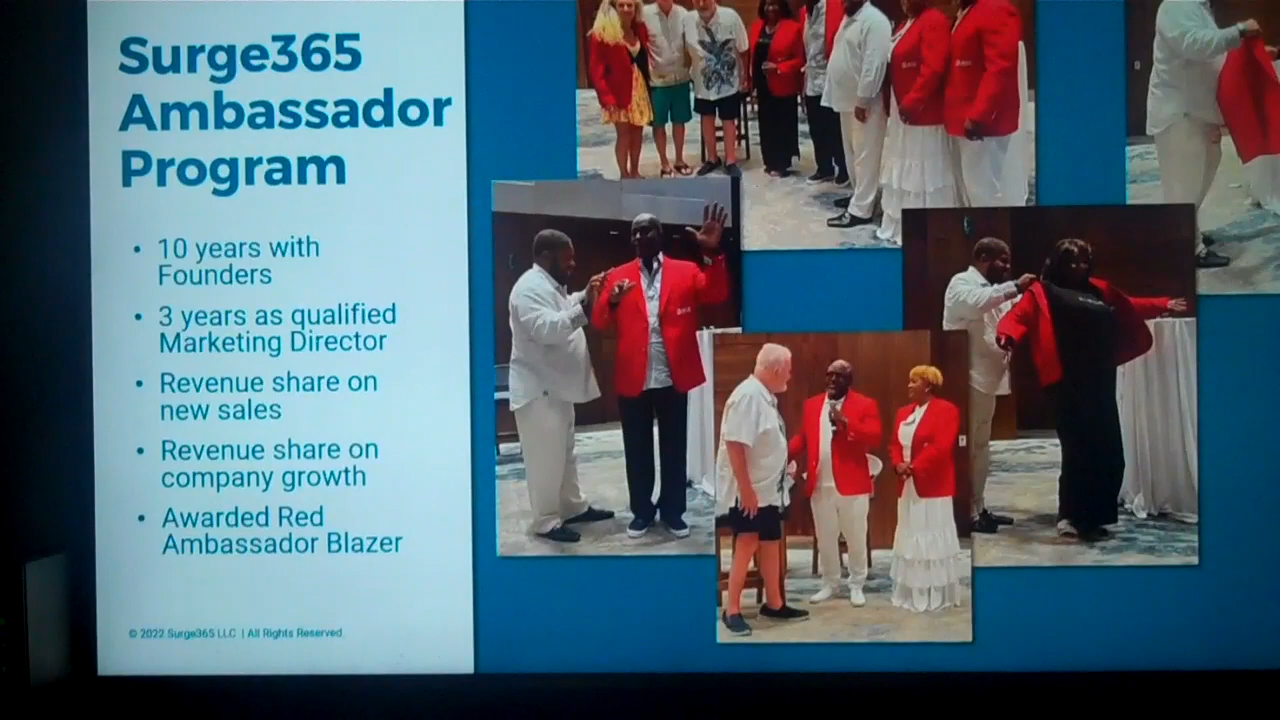 Surge365
Ambassador
Program
• 10 years with
Founders
• 3 years as qualified
Marketing Director
• Revenue share on
new sales
• Revenue share on
company growth
• Awarded Red
Ambassador Blazer
© 2022 Surge365 LLC | All Rights Reserved